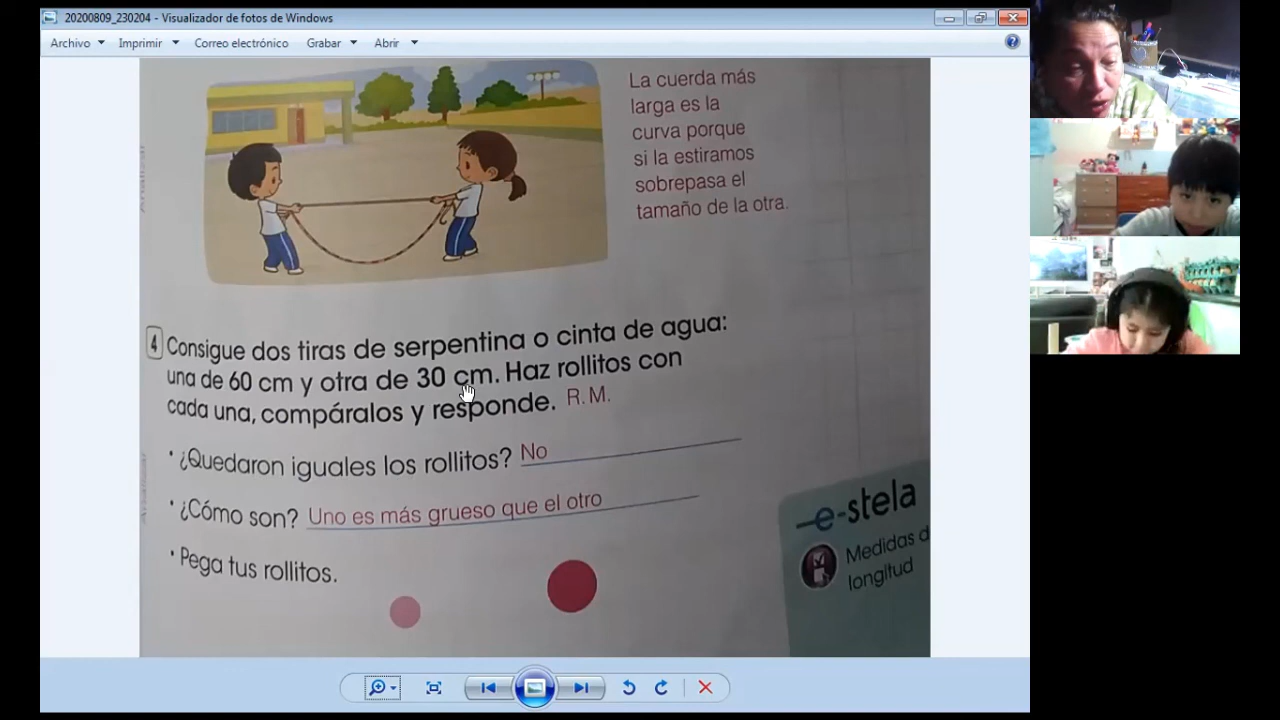 20200809_230204 - Visualizador de fotos de Windows
Archivo Imprimir Correo electrónico Grabar Abrir
La cuerda más
larga es la
curva porque
si la estiramos
sobrepasa el
tamaño de la otra.
4 Consigue dos tiras de serpentina o cinta de agua:
una de 60 cm y otra de 30 cm. Haz rollitos con
cada una, compáralos y responde. R.M.
• ¿Quedaron iguales los rollitos? No
• ¿Cómo son? Uno es más grueso que el otro
• Pega tus rollitos.
e-stela
Medidas d
longitud